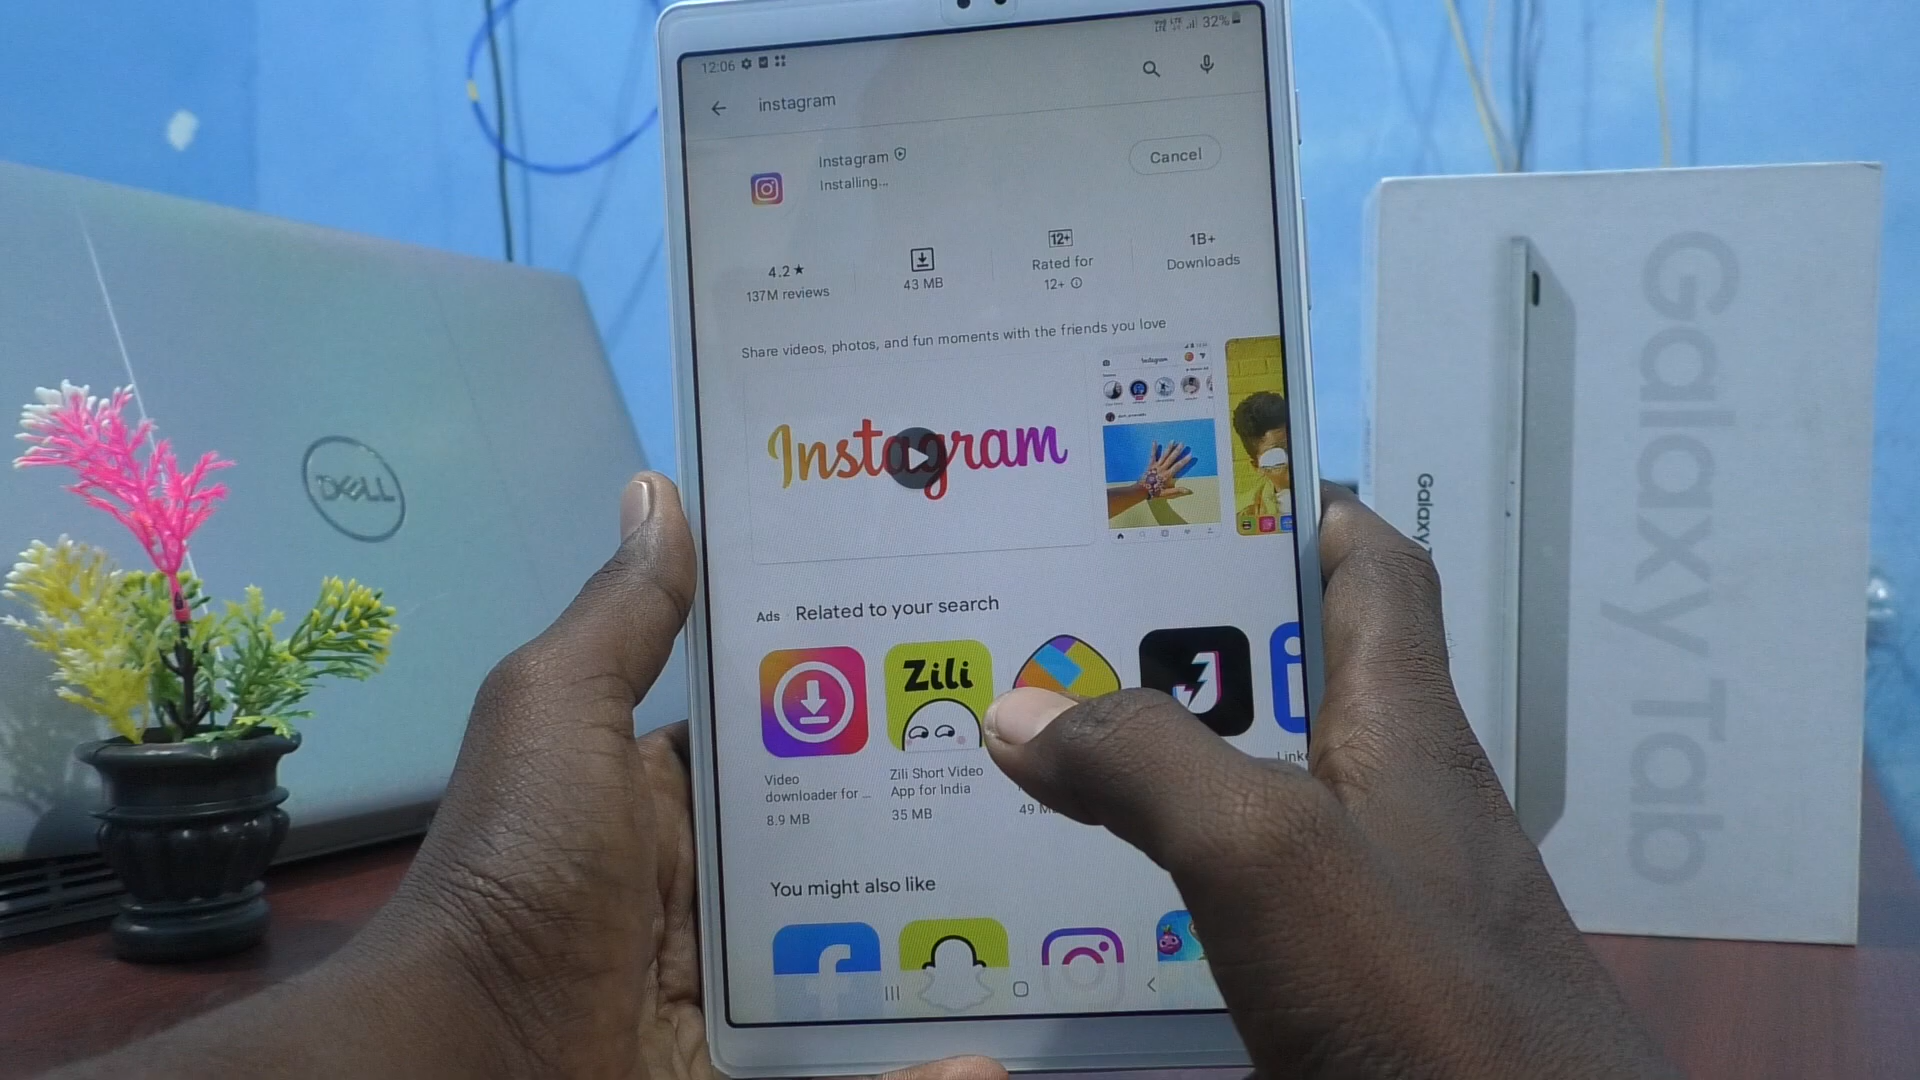 12:06
LTE
32%
instagram
Instagram
Installing...
Cancel
4.2★
137M reviews
43 MB
12+
Rated for
12+
1B+
Downloads
Share videos, photos, and fun moments with the friends you love
Instagram
Instagram
Ads · Related to your search
Zili
Video
downloader for ...
8.9 MB
Zili Short Video
App for India
35 MB
49
You might also like
DELL
Galaxy Tab
Galaxy